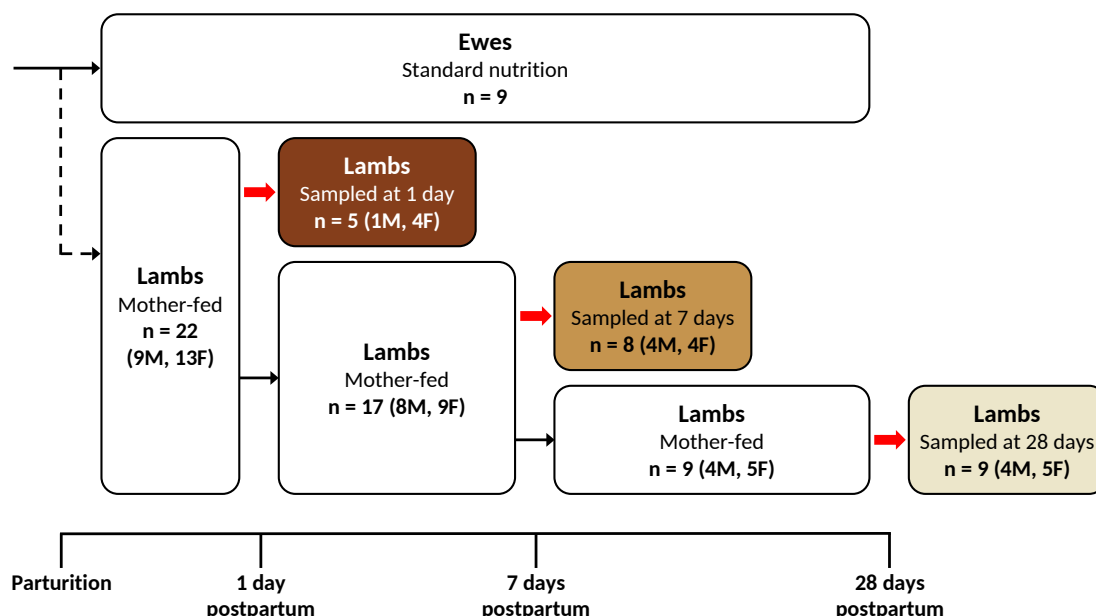 Ewes
Standard nutrition
n = 9
Lambs
Sampled at 1 day
n = 5 (1M, 4F)
Lambs
Mother-fed
n = 22
(9M, 13F)
Lambs
Sampled at 7 days
n = 8 (4M, 4F)
Lambs
Mother-fed
n = 17 (8M, 9F)
Lambs
Mother-fed
n = 9 (4M, 5F)
Lambs
Sampled at 28 days
n = 9 (4M, 5F)
Parturition
1 day
postpartum
7 days
postpartum
28 days
postpartum